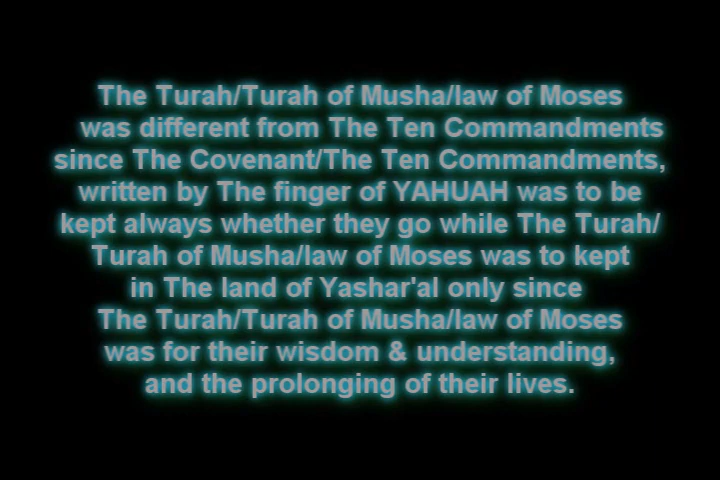 The Turah/Turah of Musha/law of Moses
was different from The Ten Commandments
since The Covenant/The Ten Commandments,
written by The finger of YAHUAH was to be
kept always whether they go while The Turah/
Turah of Musha/law of Moses was to kept
in The land of Yashar'al only since
The Turah/Turah of Musha/law of Moses
was for their wisdom & understanding,
and the prolonging of their lives.